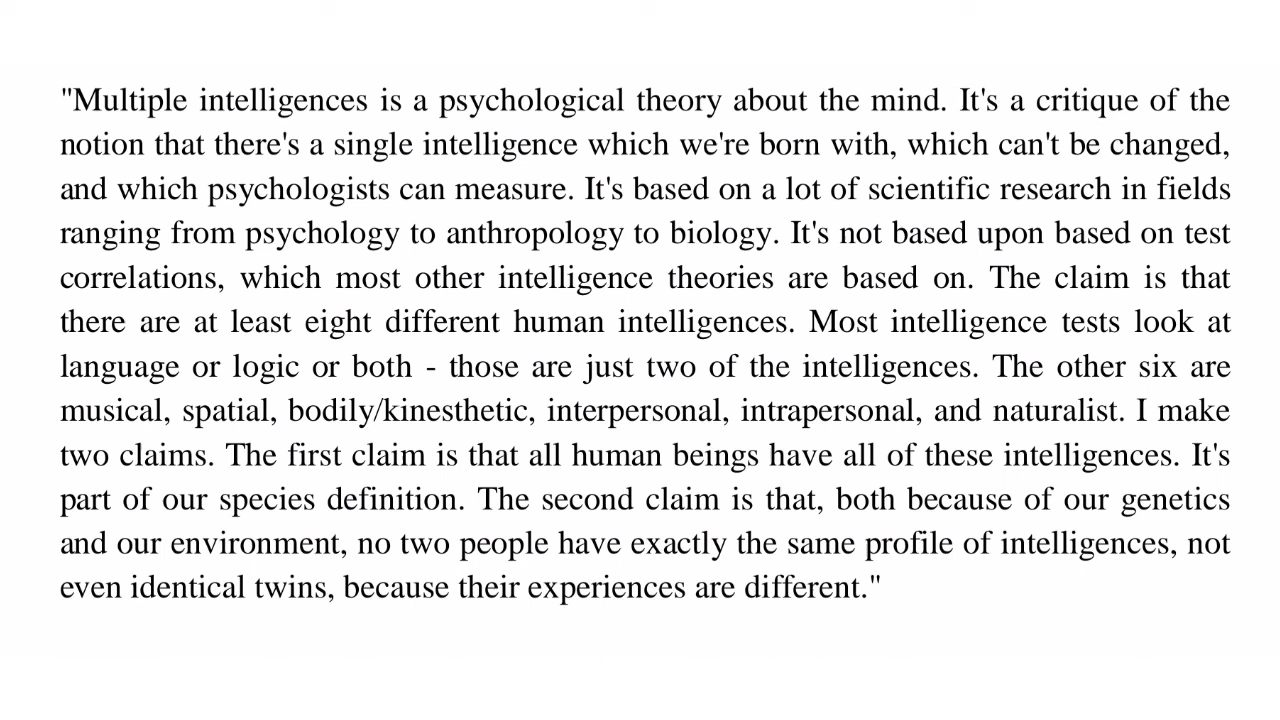 "Multiple intelligences is a psychological theory about the mind. It's a critique of the
notion that there's a single intelligence which we're born with, which can't be changed,
and which psychologists can measure. It's based on a lot of scientific research in fields
ranging from psychology to anthropology to biology. It's not based upon based on test
correlations, which most other intelligence theories are based on. The claim is that
there are at least eight different human intelligences. Most intelligence tests look at
language or logic or both - those are just two of the intelligences. The other six are
musical, spatial, bodily/kinesthetic, interpersonal, intrapersonal, and naturalist. I make
two claims. The first claim is that all human beings have all of these intelligences. It's
part of our species definition. The second claim is that, both because of our genetics
and our environment, no two people have exactly the same profile of intelligences, not
even identical twins, because their experiences are different."